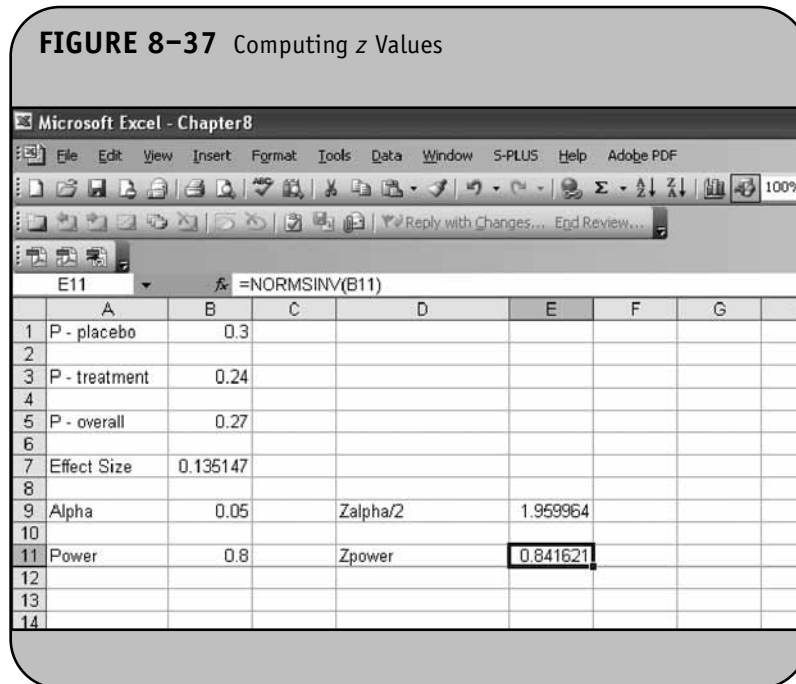 FIGURE 8–37 Computing z Values
Microsoft Excel - Chapter8
File Edit View Insert Format Tools Data Window S-PLUS Help Adobe PDF
100%
Reply with Changes... End Review...
E11 fx =NORMSINV(B11)
A B C D E F G
1 P - placebo 0.3
2
3 P - treatment 0.24
4
5 P - overall 0.27
6
7 Effect Size 0.135147
8
9 Alpha 0.05 Zalpha/2 1.959964
10
11 Power 0.8 Zpower 0.841621
12
13
14